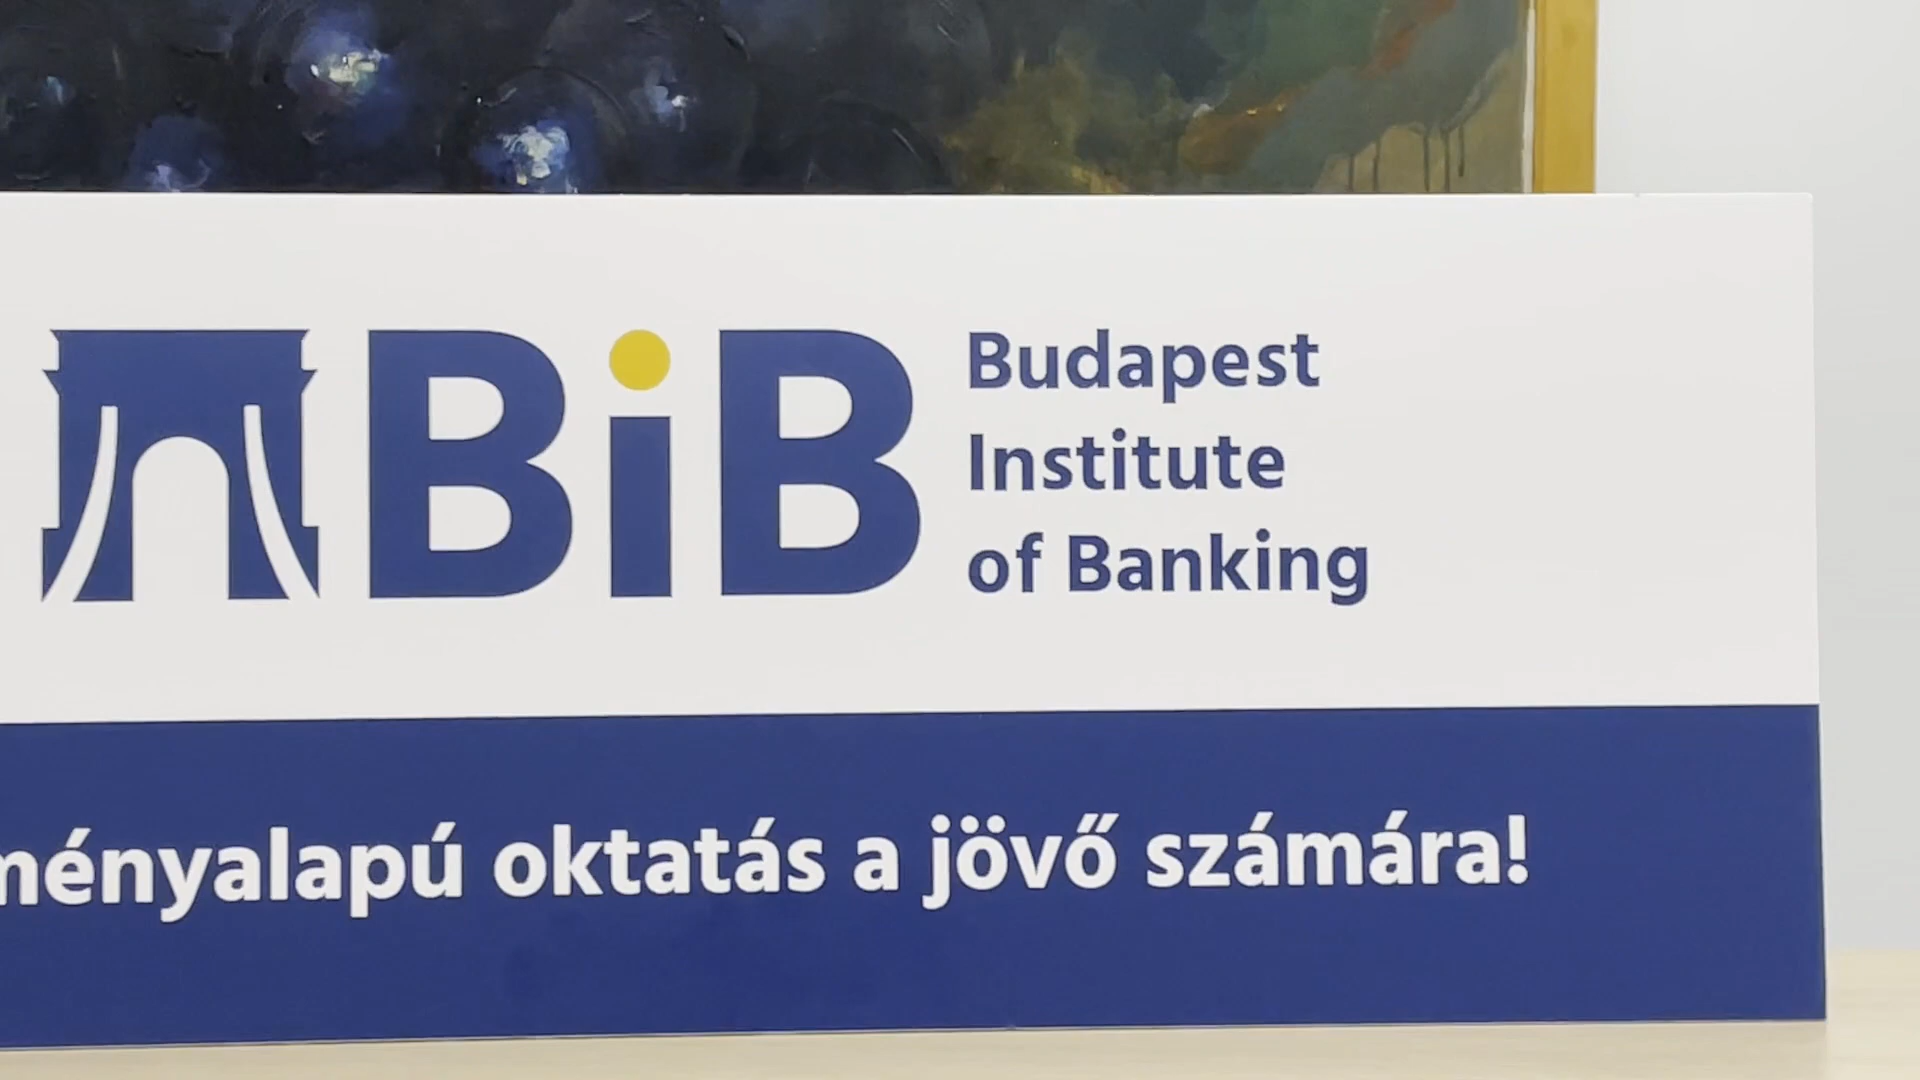 BiB
Budapest
Institute
of Banking
oktatás a jövő számára!